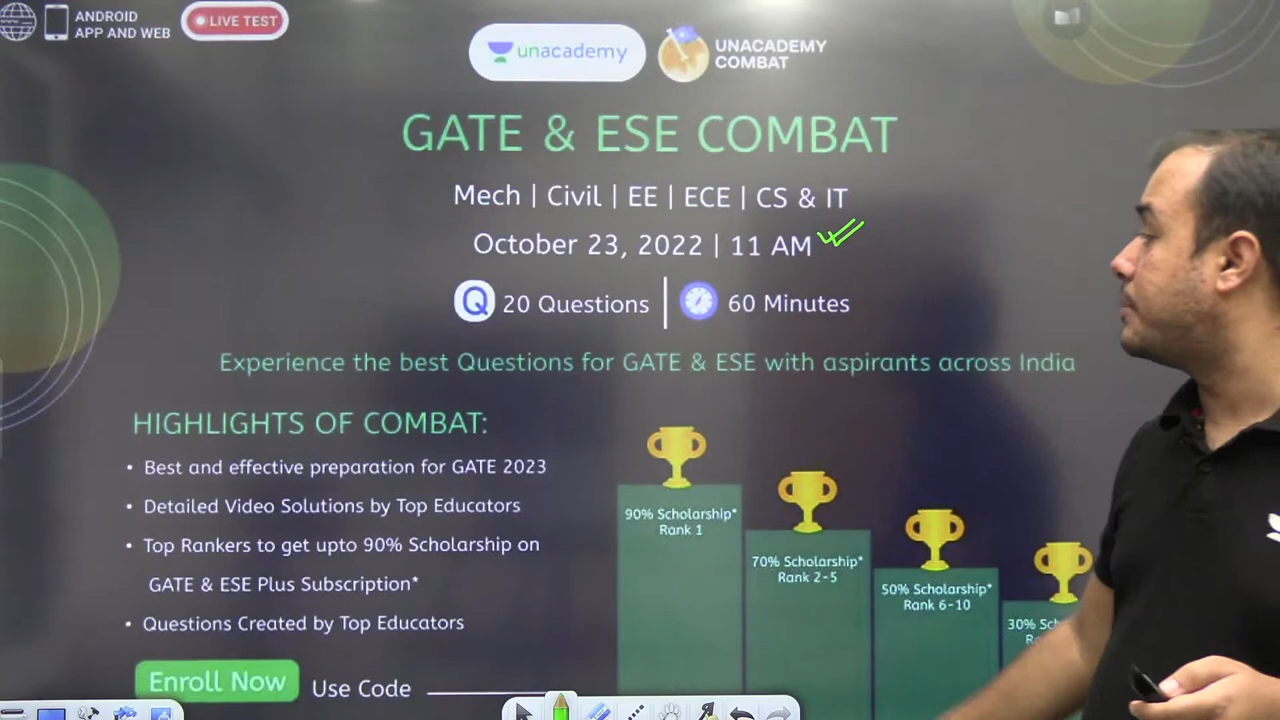 ANDROID
APP AND WEB
LIVE TEST
unacademy
UNACADEMY
COMBAT
GATE & ESE COMBAT
Mech | Civil | EE | ECE | CS & IT
October 23, 2022 | 11 AM
Q 20 Questions | 60 Minutes
Experience the best Questions for GATE & ESE with aspirants across India
HIGHLIGHTS OF COMBAT:
• Best and effective preparation for GATE 2023
• Detailed Video Solutions by Top Educators
• Top Rankers to get upto 90% Scholarship on
GATE & ESE Plus Subscription*
• Questions Created by Top Educators
90% Scholarship*
Rank 1
70% Scholarship*
Rank 2-5
50% Scholarship*
Rank 6-10
30%
Enroll Now
Use Code